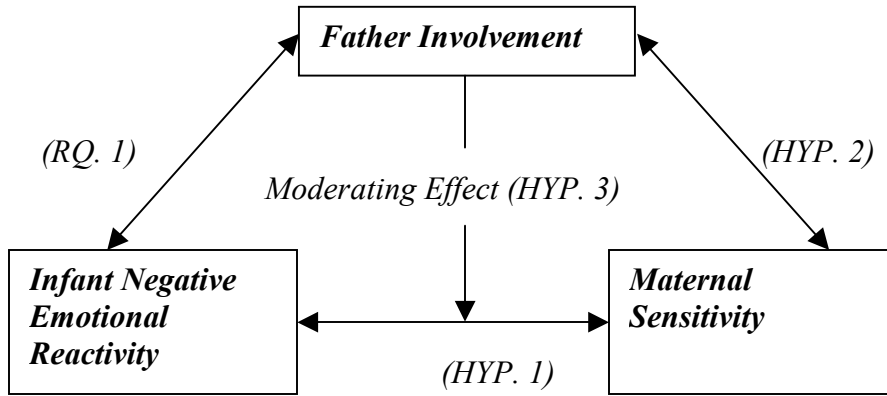 Father Involvement
(RQ. 1)
(HYP. 2)
Moderating Effect (HYP. 3)
Infant Negative
Emotional
Reactivity
Maternal
Sensitivity
(HYP. 1)